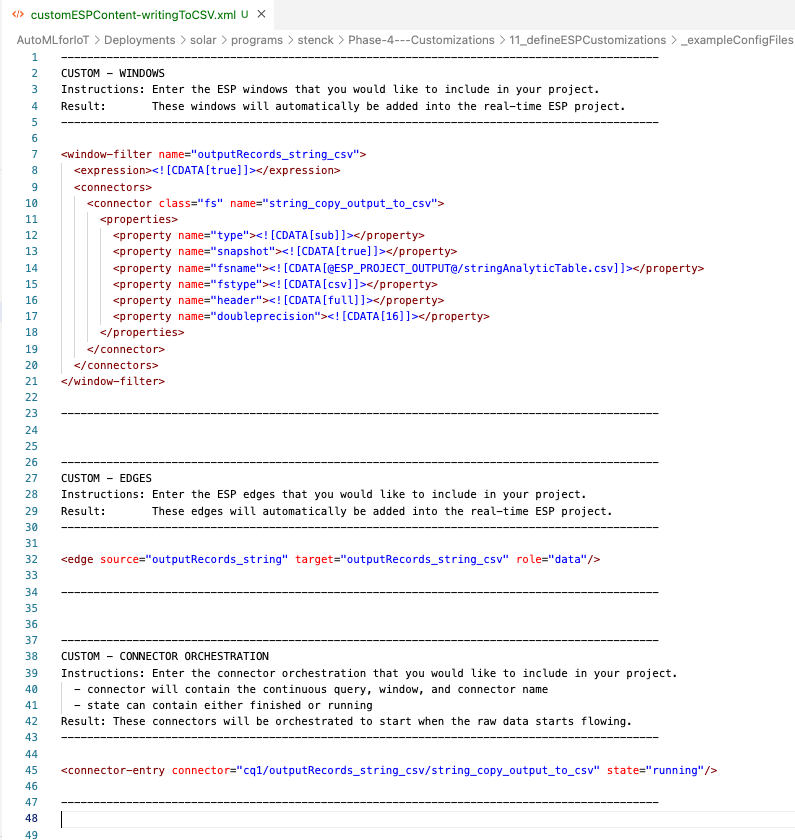 </> customESPContent-writingToCSV.xml U ×
AutoMLforIoT > Deployments > solar > programs > stenck > Phase-4---Customizations > 11_defineESPCustomizations > _exampleConfigFiles
1 --------------------------------------------------------------------------------------------
2 CUSTOM - WINDOWS
3 Instructions: Enter the ESP windows that you would like to include in your project.
4 Result:       These windows will automatically be added into the real-time ESP project.
5 --------------------------------------------------------------------------------------------
6
7 <window-filter name="outputRecords_string_csv">
8   <expression><![CDATA[true]]></expression>
9   <connectors>
10     <connector class="fs" name="string_copy_output_to_csv">
11       <properties>
12         <property name="type"><![CDATA[sub]]></property>
13         <property name="snapshot"><![CDATA[true]]></property>
14         <property name="fsname"><![CDATA[@ESP_PROJECT_OUTPUT@/stringAnalyticTable.csv]]></property>
15         <property name="fstype"><![CDATA[csv]]></property>
16         <property name="header"><![CDATA[full]]></property>
17         <property name="doubleprecision"><![CDATA[16]]></property>
18       </properties>
19     </connector>
20   </connectors>
21 </window-filter>
22
23 --------------------------------------------------------------------------------------------
24
25
26 --------------------------------------------------------------------------------------------
27 CUSTOM - EDGES
28 Instructions: Enter the ESP edges that you would like to include in your project.
29 Result:       These edges will automatically be added into the real-time ESP project.
30 --------------------------------------------------------------------------------------------
31
32 <edge source="outputRecords_string" target="outputRecords_string_csv" role="data"/>
33
34 --------------------------------------------------------------------------------------------
35
36
37 --------------------------------------------------------------------------------------------
38 CUSTOM - CONNECTOR ORCHESTRATION
39 Instructions: Enter the connector orchestration that you would like to include in your project.
40   - connector will contain the continuous query, window, and connector name
41   - state can contain either finished or running
42 Result: These connectors will be orchestrated to start when the raw data starts flowing.
43 --------------------------------------------------------------------------------------------
44
45 <connector-entry connector="cq1/outputRecords_string_csv/string_copy_output_to_csv" state="running"/>
46
47 --------------------------------------------------------------------------------------------
48
49